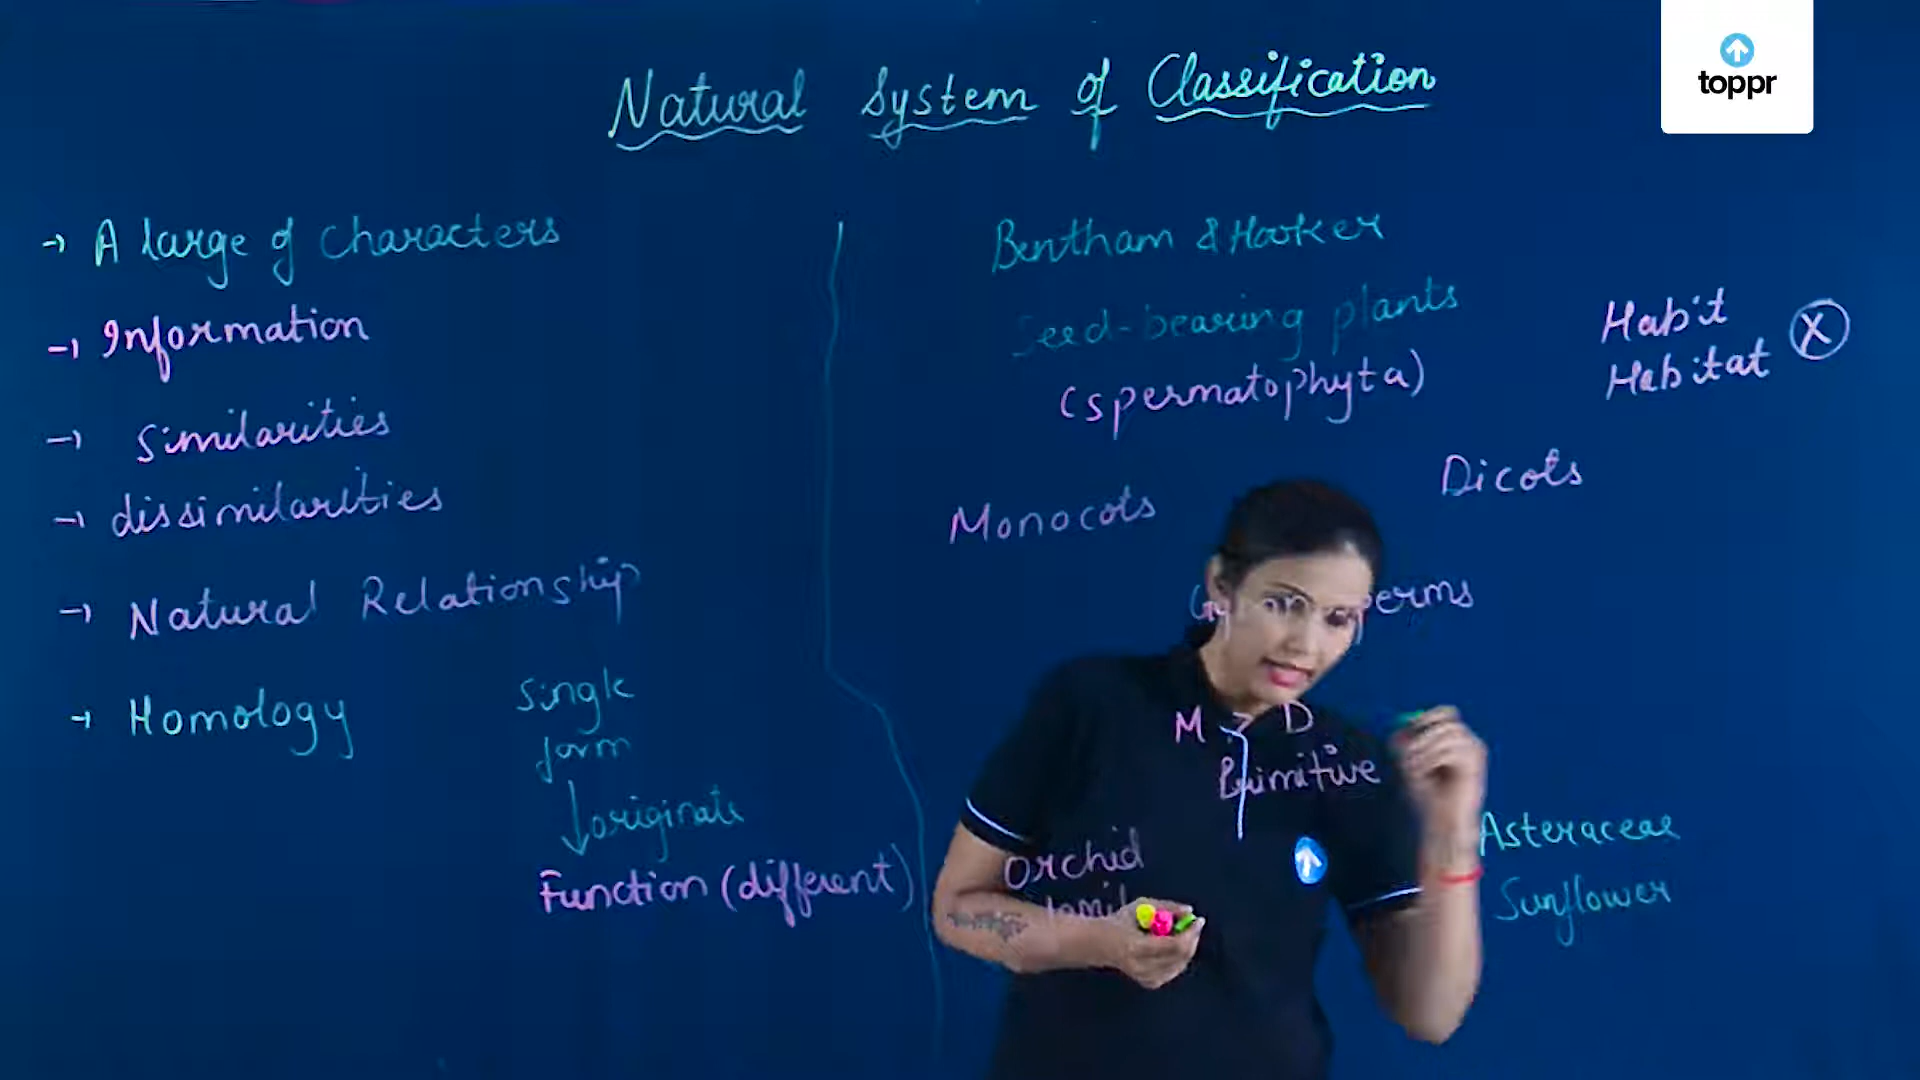 toppr
Natural System of Classification
→ A large of characters
→ Information
→ Similarities
→ dissimilarities
→ Natural Relationship
→ Homology
Single
form
↓ originate
Function (different)
Bentham & Hooker
Seed-bearing plants
(spermatophyta)
Habit
Habitat X
Monocots
Dicots
M > D
Primitive
Orchid
Asteraceae
Sunflower